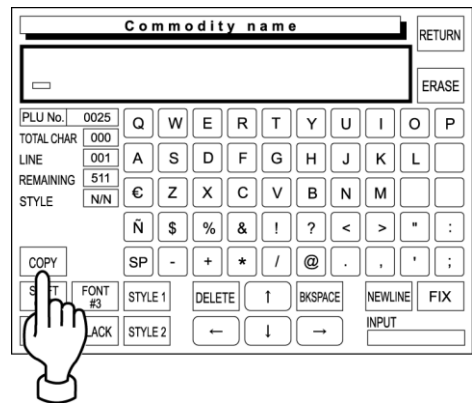 Commodity name
RETURN
ERASE
PLU No. 0025
TOTAL CHAR 000
LINE 001
REMAINING 511
STYLE N/N
Q W E R T Y U I O P
A S D F G H J K L
€ Z X C V B N M
Ñ $ % & ! ? < > " :
COPY SP - + * / @ . , ' ;
FONT #3 STYLE 1 DELETE ↑ BKSPACE NEWLINE FIX
STYLE 2 ← ↓ → INPUT